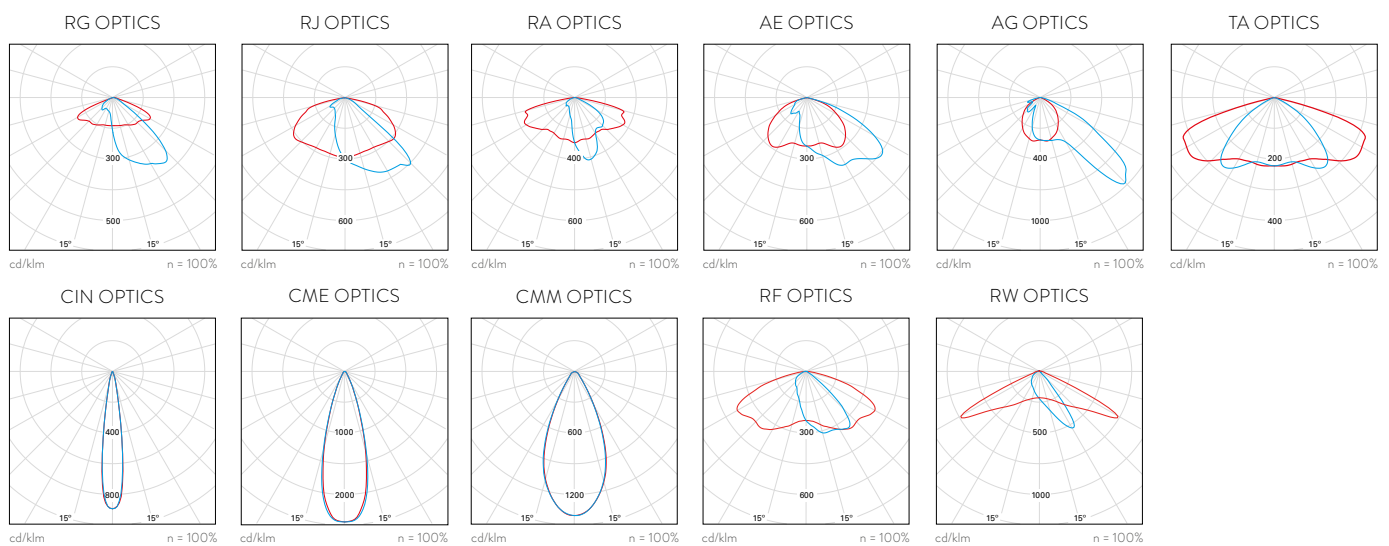 RG OPTICS
RJ OPTICS
RA OPTICS
AE OPTICS
AG OPTICS
TA OPTICS
300
500
15°
15°
300
600
15°
15°
400
600
15°
15°
300
600
15°
15°
400
1000
15°
15°
200
400
15°
15°
cd/klm
n = 100%
cd/klm
n = 100%
cd/klm
n = 100%
cd/klm
n = 100%
cd/klm
n = 100%
cd/klm
n = 100%
CIN OPTICS
CME OPTICS
CMM OPTICS
RF OPTICS
RW OPTICS
400
800
15°
15°
1000
2000
15°
15°
600
1200
15°
15°
300
600
15°
15°
500
1000
15°
15°
cd/klm
n = 100%
cd/klm
n = 100%
cd/klm
n = 100%
cd/klm
n = 100%
cd/klm
n = 100%